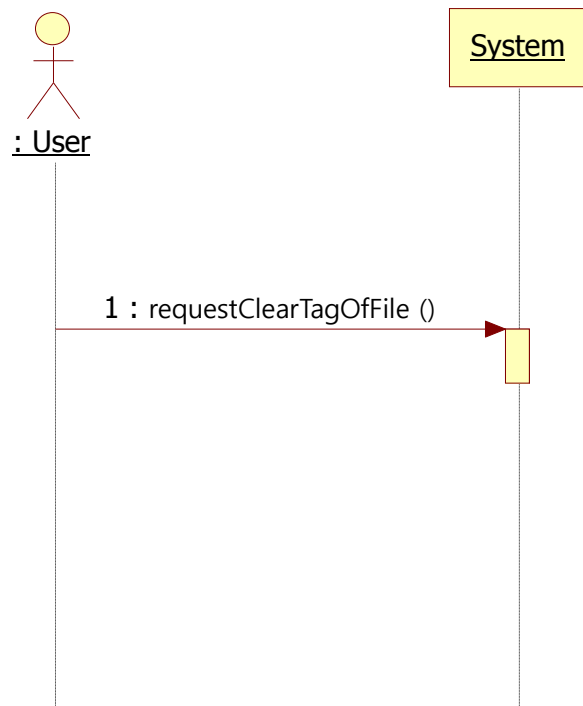 System
: User
1 : requestClearTagOfFile ()